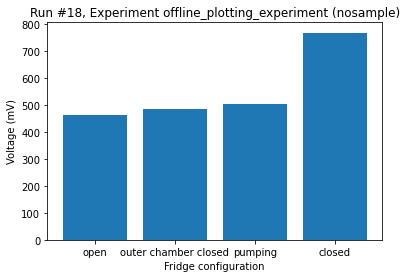 Run #18, Experiment offline_plotting_experiment (nosample)
Voltage (mV)
800
700
600
500
400
300
200
100
0
open outer chamber closed pumping closed
Fridge configuration